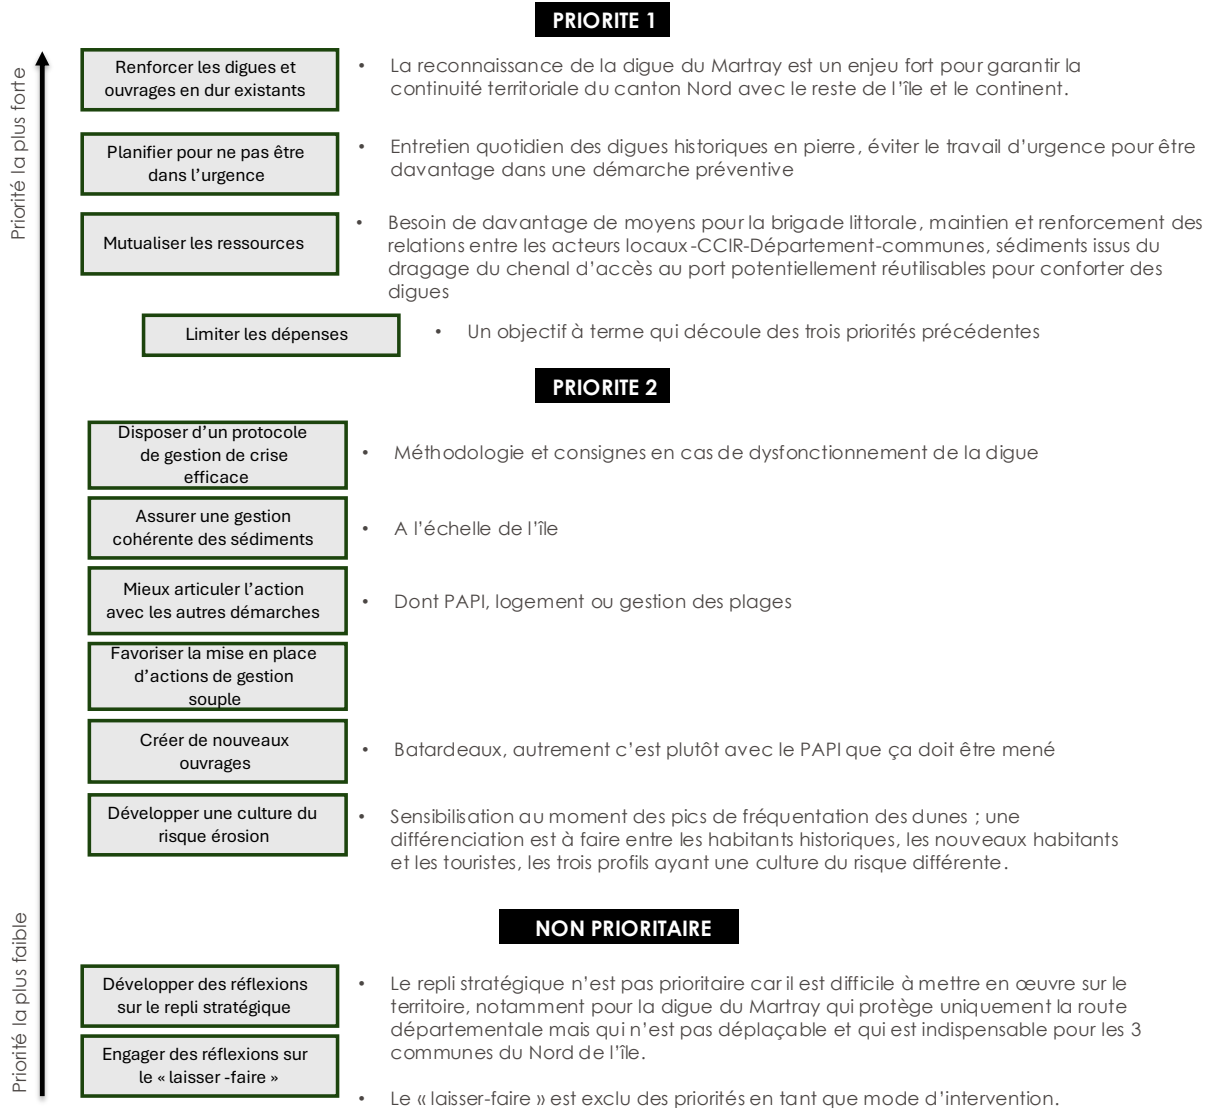 PRIORITE 1
Priorité la plus forte
Renforcer les digues et
ouvrages en dur existants
• La reconnaissance de la digue du Martray est un enjeu fort pour garantir la
continuité territoriale du canton Nord avec le reste de l'île et le continent.
Planifier pour ne pas être
dans l'urgence
• Entretien quotidien des digues historiques en pierre, éviter le travail d'urgence pour être
davantage dans une démarche préventive
Mutualiser les ressources
• Besoin de davantage de moyens pour la brigade littorale, maintien et renforcement des
relations entre les acteurs locaux -CCIR-Département-communes, sédiments issus du
dragage du chenal d'accès au port potentiellement réutilisables pour conforter des
digues
Limiter les dépenses
• Un objectif à terme qui découle des trois priorités précédentes
PRIORITE 2
Disposer d'un protocole
de gestion de crise
efficace
• Méthodologie et consignes en cas de dysfonctionnement de la digue
Assurer une gestion
cohérente des sédiments
• A l'échelle de l'île
Mieux articuler l'action
avec les autres démarches
• Dont PAPI, logement ou gestion des plages
Favoriser la mise en place
d'actions de gestion
souple
Créer de nouveaux
ouvrages
• Batardeaux, autrement c'est plutôt avec le PAPI que ça doit être mené
Développer une culture du
risque érosion
• Sensibilisation au moment des pics de fréquentation des dunes ; une
différenciation est à faire entre les habitants historiques, les nouveaux habitants
et les touristes, les trois profils ayant une culture du risque différente.
NON PRIORITAIRE
Priorité la plus faible
Développer des réflexions
sur le repli stratégique
• Le repli stratégique n'est pas prioritaire car il est difficile à mettre en œuvre sur le
territoire, notamment pour la digue du Martray qui protège uniquement la route
départementale mais qui n'est pas déplaçable et qui est indispensable pour les 3
communes du Nord de l'île.
Engager des réflexions sur
le « laisser -faire »
• Le « laisser-faire » est exclu des priorités en tant que mode d'intervention.